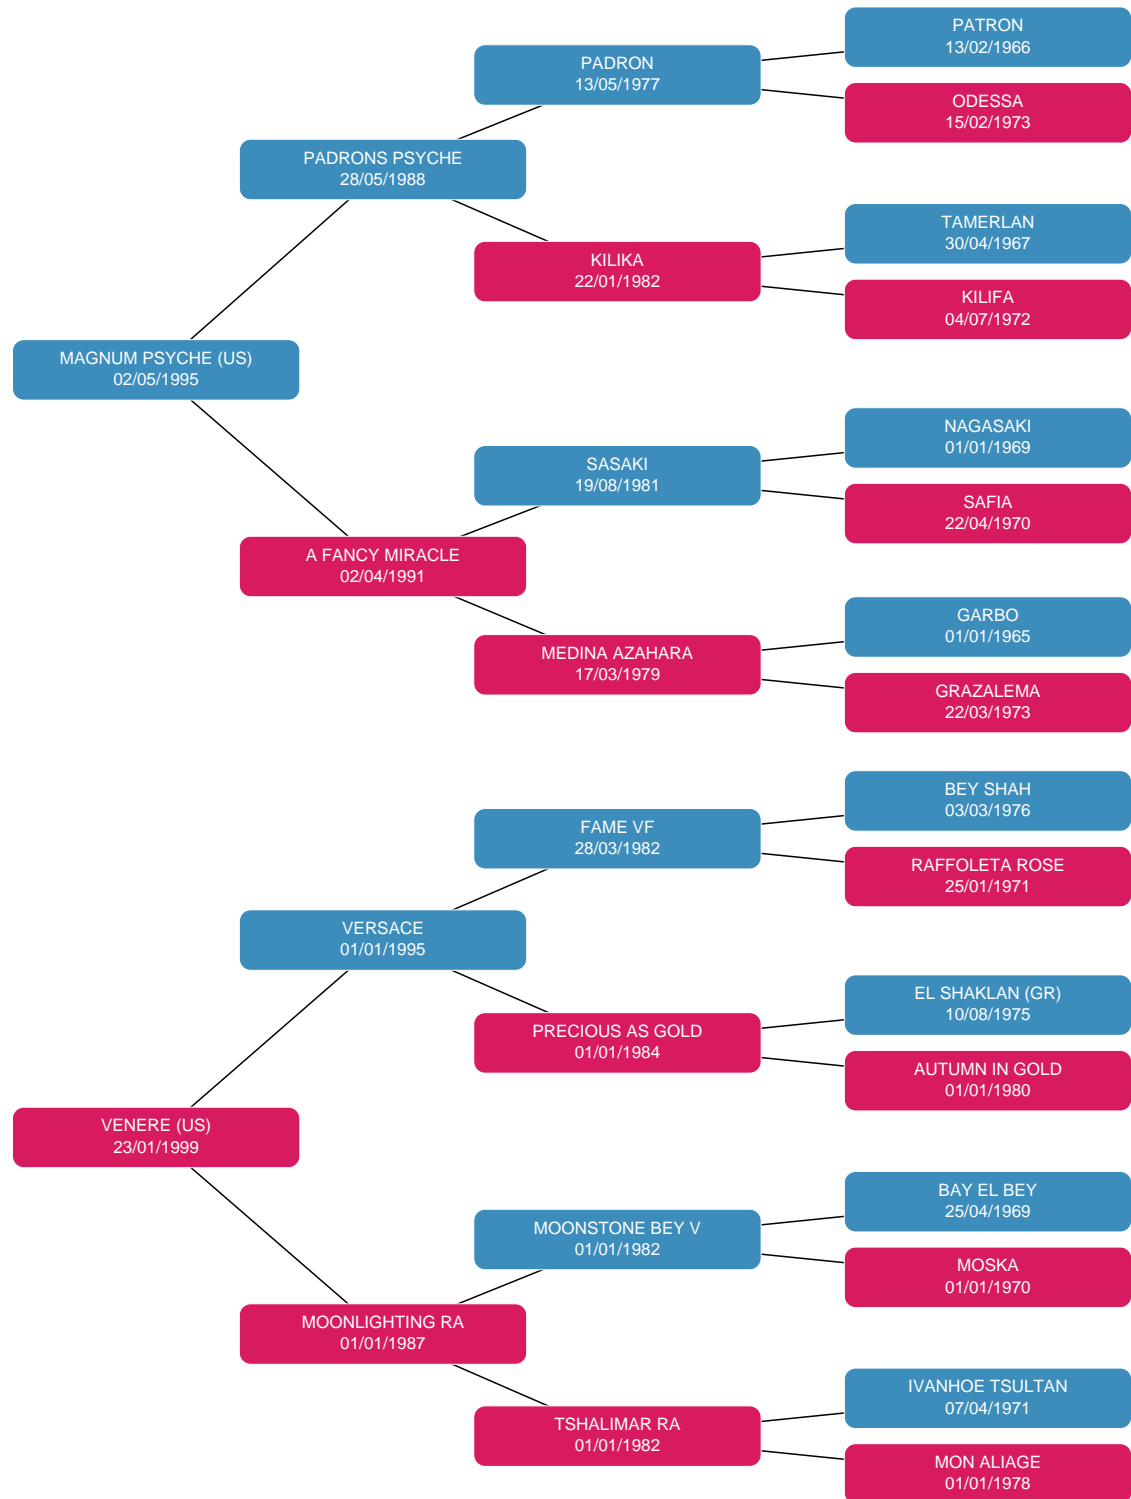 PATRON
13/02/1966
PADRON
13/05/1977
ODESSA
15/02/1973
PADRONS PSYCHE
28/05/1988
TAMERLAN
30/04/1967
KILIKA
22/01/1982
KILIFA
04/07/1972
MAGNUM PSYCHE (US)
02/05/1995
NAGASAKI
01/01/1969
SASAKI
19/08/1981
SAFIA
22/04/1970
A FANCY MIRACLE
02/04/1991
GARBO
01/01/1965
MEDINA AZAHARA
17/03/1979
GRAZALEMA
22/03/1973
BEY SHAH
03/03/1976
FAME VF
28/03/1982
RAFFOLETA ROSE
25/01/1971
VERSACE
01/01/1995
EL SHAKLAN (GR)
10/08/1975
PRECIOUS AS GOLD
01/01/1984
AUTUMN IN GOLD
01/01/1980
VENERE (US)
23/01/1999
BAY EL BEY
25/04/1969
MOONSTONE BEY V
01/01/1982
MOSKA
01/01/1970
MOONLIGHTING RA
01/01/1987
IVANHOE TSULTAN
07/04/1971
TSHALIMAR RA
01/01/1982
MON ALIAGE
01/01/1978